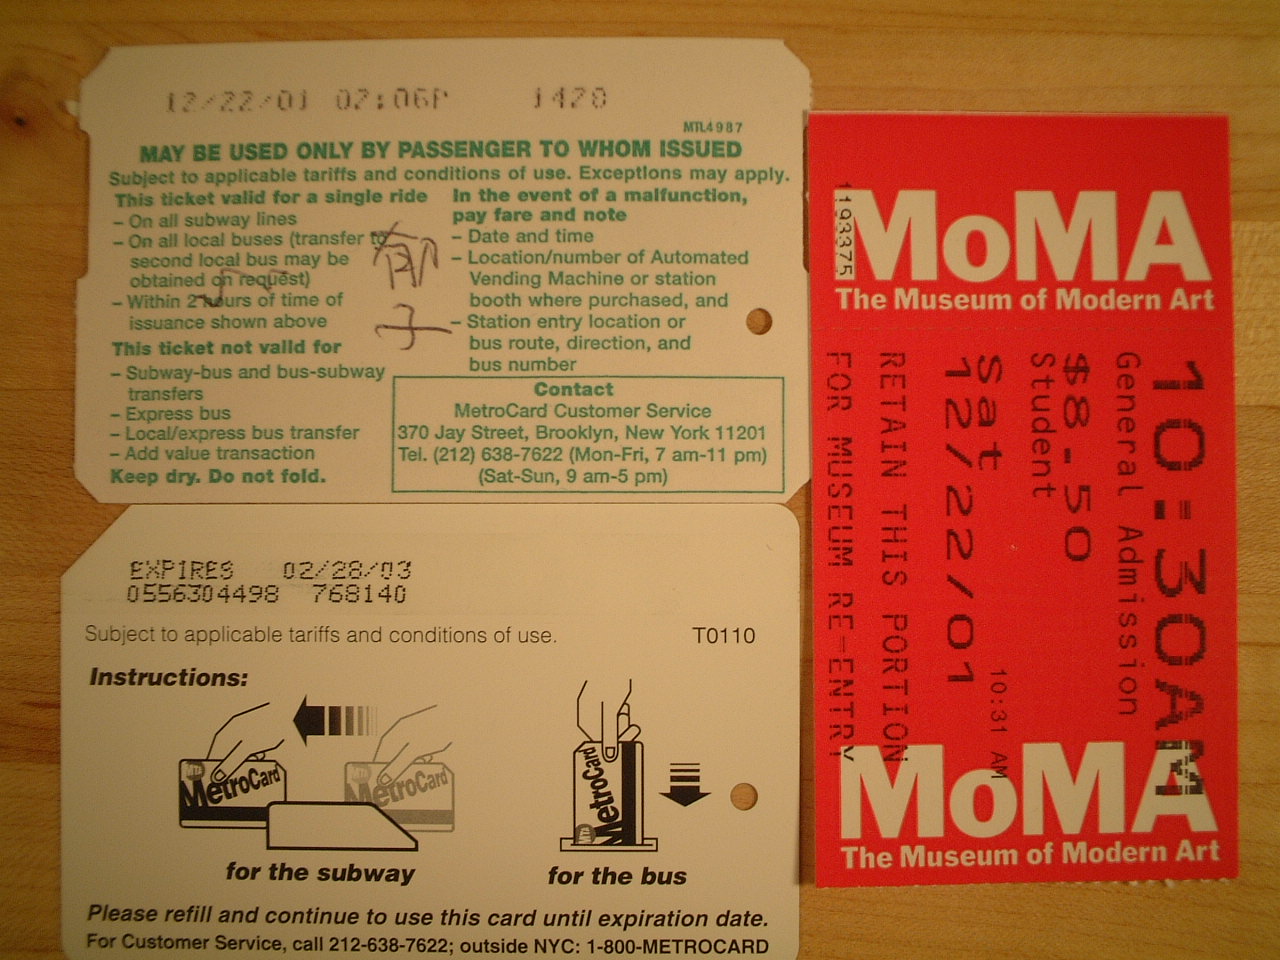 12/22/01 02:06P 1420
MTL4987
MAY BE USED ONLY BY PASSENGER TO WHOM ISSUED
Subject to applicable tariffs and conditions of use. Exceptions may apply.
This ticket valid for a single ride
– On all subway lines
– On all local buses (transfer to
second local bus may be
obtained on request)
– Within 2 hours of time of
issuance shown above
This ticket not valid for
– Subway-bus and bus-subway
transfers
– Express bus
– Local/express bus transfer
– Add value transaction
Keep dry. Do not fold.
In the event of a malfunction,
pay fare and note
– Date and time
– Location/number of Automated
Vending Machine or station
booth where purchased, and
– Station entry location or
bus route, direction, and
bus number
Contact
MetroCard Customer Service
370 Jay Street, Brooklyn, New York 11201
Tel. (212) 638-7622 (Mon-Fri, 7 am-11 pm)
(Sat-Sun, 9 am-5 pm)
EXPIRES 02/28/03
0556304498 768140
Subject to applicable tariffs and conditions of use. T0110
Instructions:
MTA MetroCard
MetroCard
MTA MetroCard
for the subway
for the bus
Please refill and continue to use this card until expiration date.
For Customer Service, call 212-638-7622; outside NYC: 1-800-METROCARD
1193375
MoMA
The Museum of Modern Art
10:30AM
General Admission
$8.50
Student
Sat
12/22/01
10:31 AM
RETAIN THIS PORTION
FOR MUSEUM RE-ENTRY
MoMA
The Museum of Modern Art